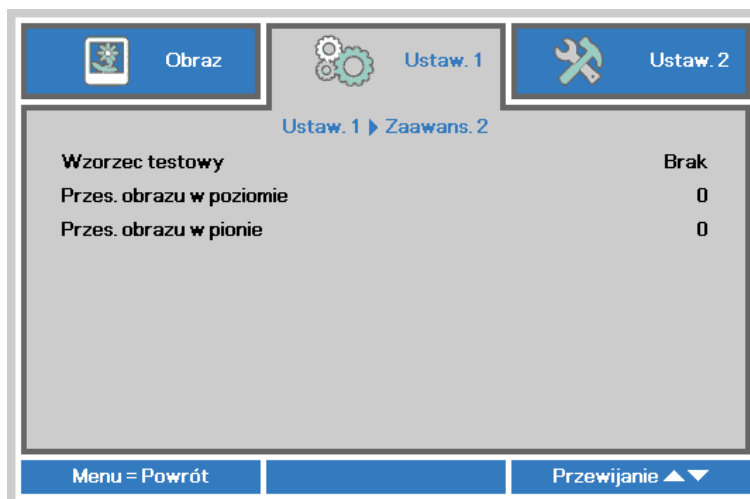 Obraz
Ustaw. 1
Ustaw. 2
Ustaw. 1 ▶ Zaawans. 2
Wzorzec testowy Brak
Przes. obrazu w poziomie 0
Przes. obrazu w pionie 0
Menu = Powrót Przewijanie ▲▼